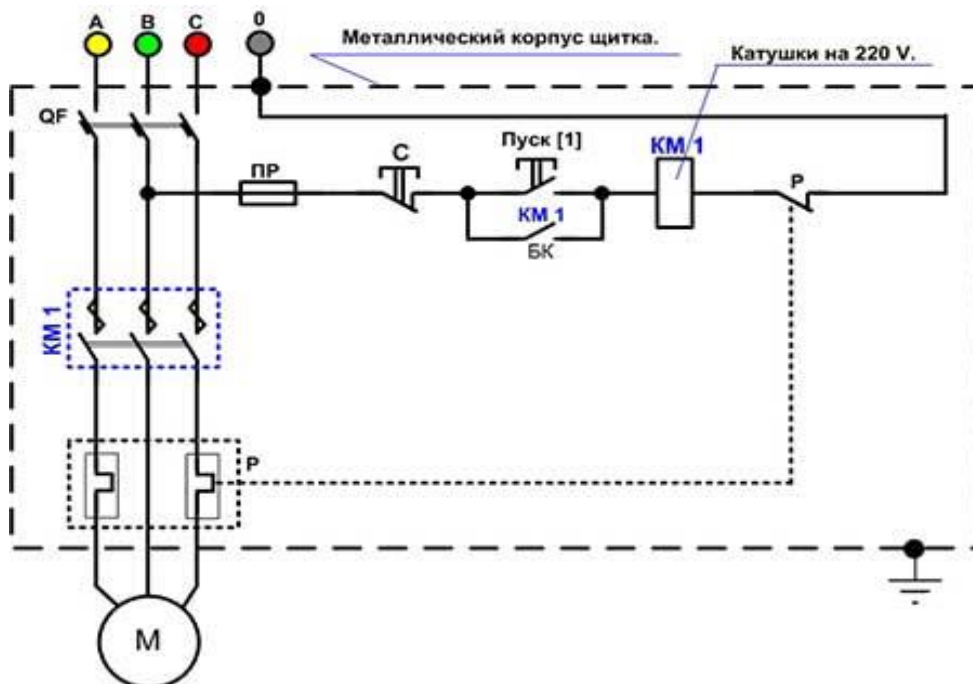 А В С 0
Металлический корпус щитка.
Катушки на 220 V.
QF
ПР
С
Пуск [1]
КМ 1
Р
КМ 1
БК
КМ 1
Р
М